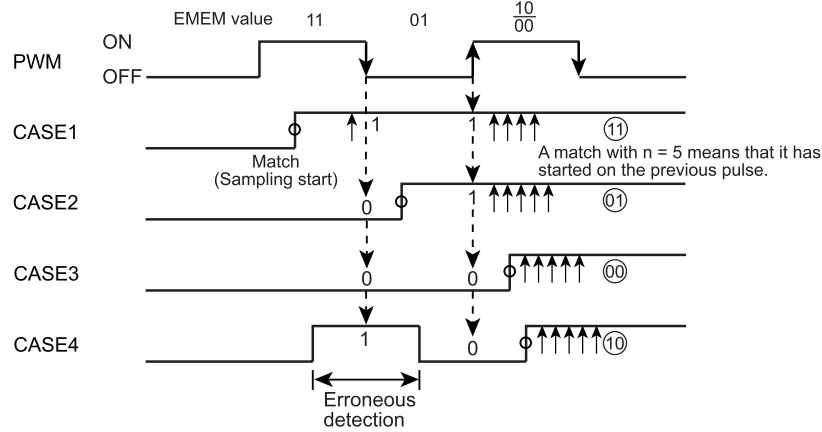 EMEM value 11 01 10
00
ON
PWM
OFF
CASE1 1 1 11
Match
(Sampling start)
A match with n = 5 means that it has
started on the previous pulse.
CASE2 0 1 01
CASE3 0 0 00
CASE4 1 0 10
Erroneous
detection